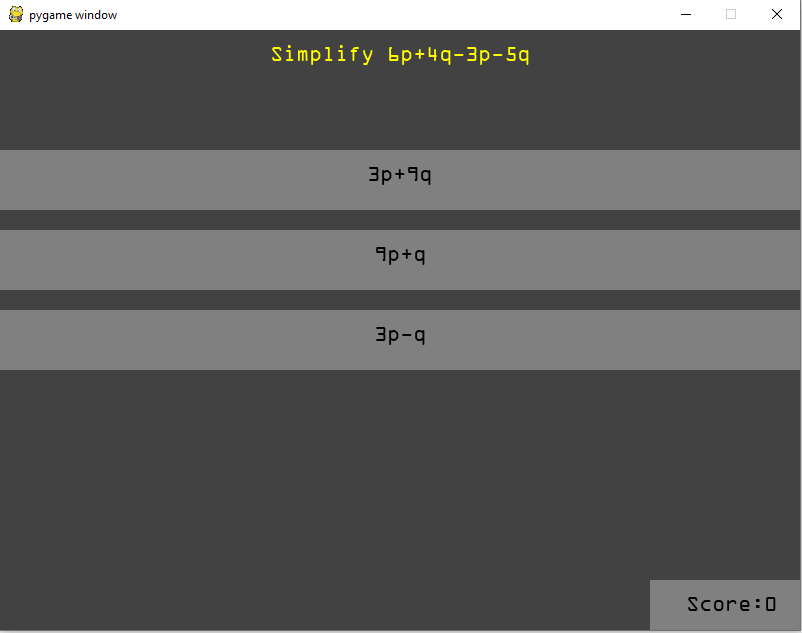 pygame window
Simplify 6p+4q-3p-5q
3p+9q
9p+q
3p-q
Score:0